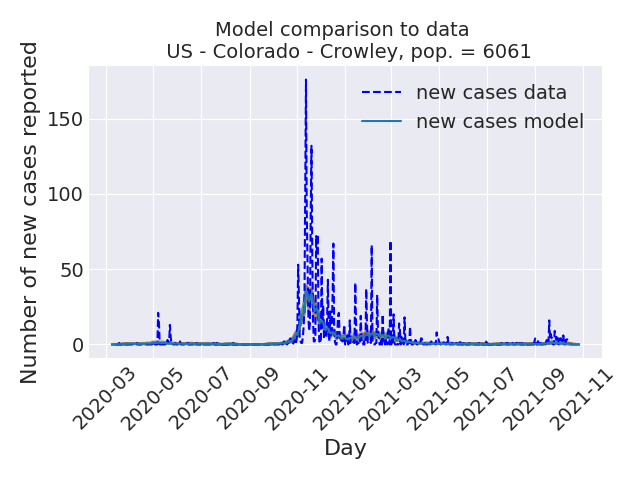 Model comparison to data
US - Colorado - Crowley, pop. = 6061
Number of new cases reported
new cases data
new cases model
150
100
50
0
2020-03
2020-05
2020-07
2020-09
2020-11
2021-01
2021-03
2021-05
2021-07
2021-09
2021-11
Day